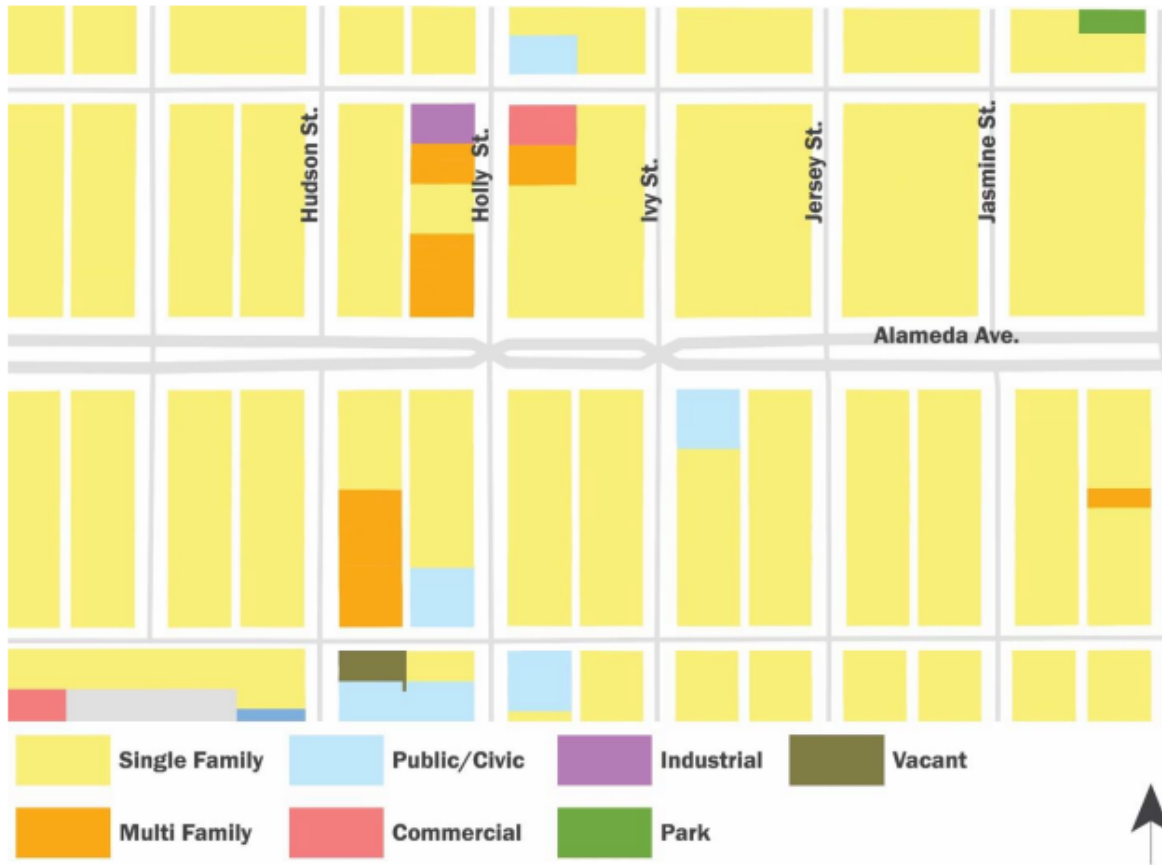 Hudson St.
Holly St.
Ivy St.
Jersey St.
Jasmine St.
Alameda Ave.
Single Family
Public/Civic
Industrial
Vacant
Multi Family
Commercial
Park